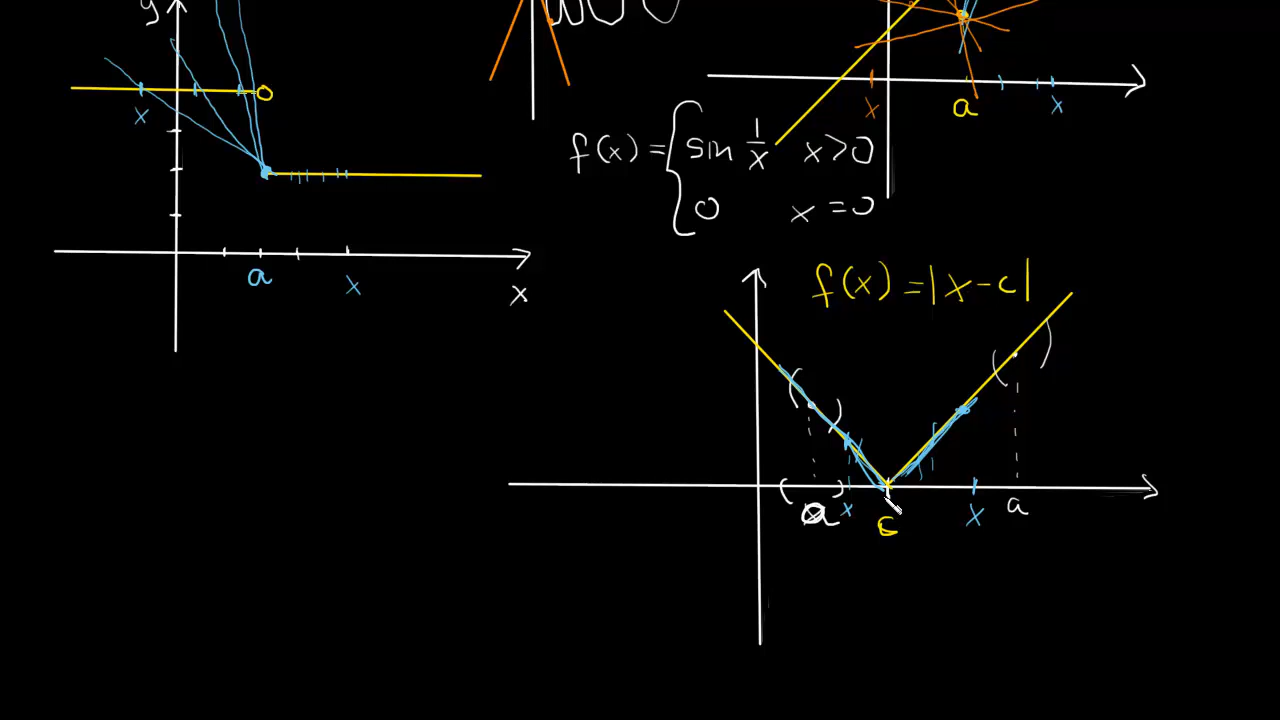 y
x
a
x
x
x
a
x
f(x) = { sin 1/x x>0
0 x=0
f(x) = |x-c|
a
x
c
x
a